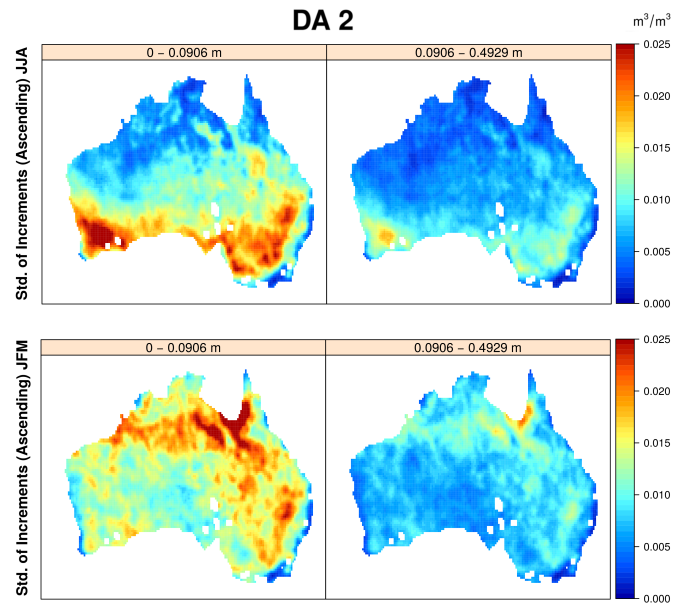 DA 2
m³/m³
Std. of Increments (Ascending) JJA
0 − 0.0906 m
0.0906 − 0.4929 m
0.025
0.020
0.015
0.010
0.005
0.000
Std. of Increments (Ascending) JFM
0 − 0.0906 m
0.0906 − 0.4929 m
0.025
0.020
0.015
0.010
0.005
0.000